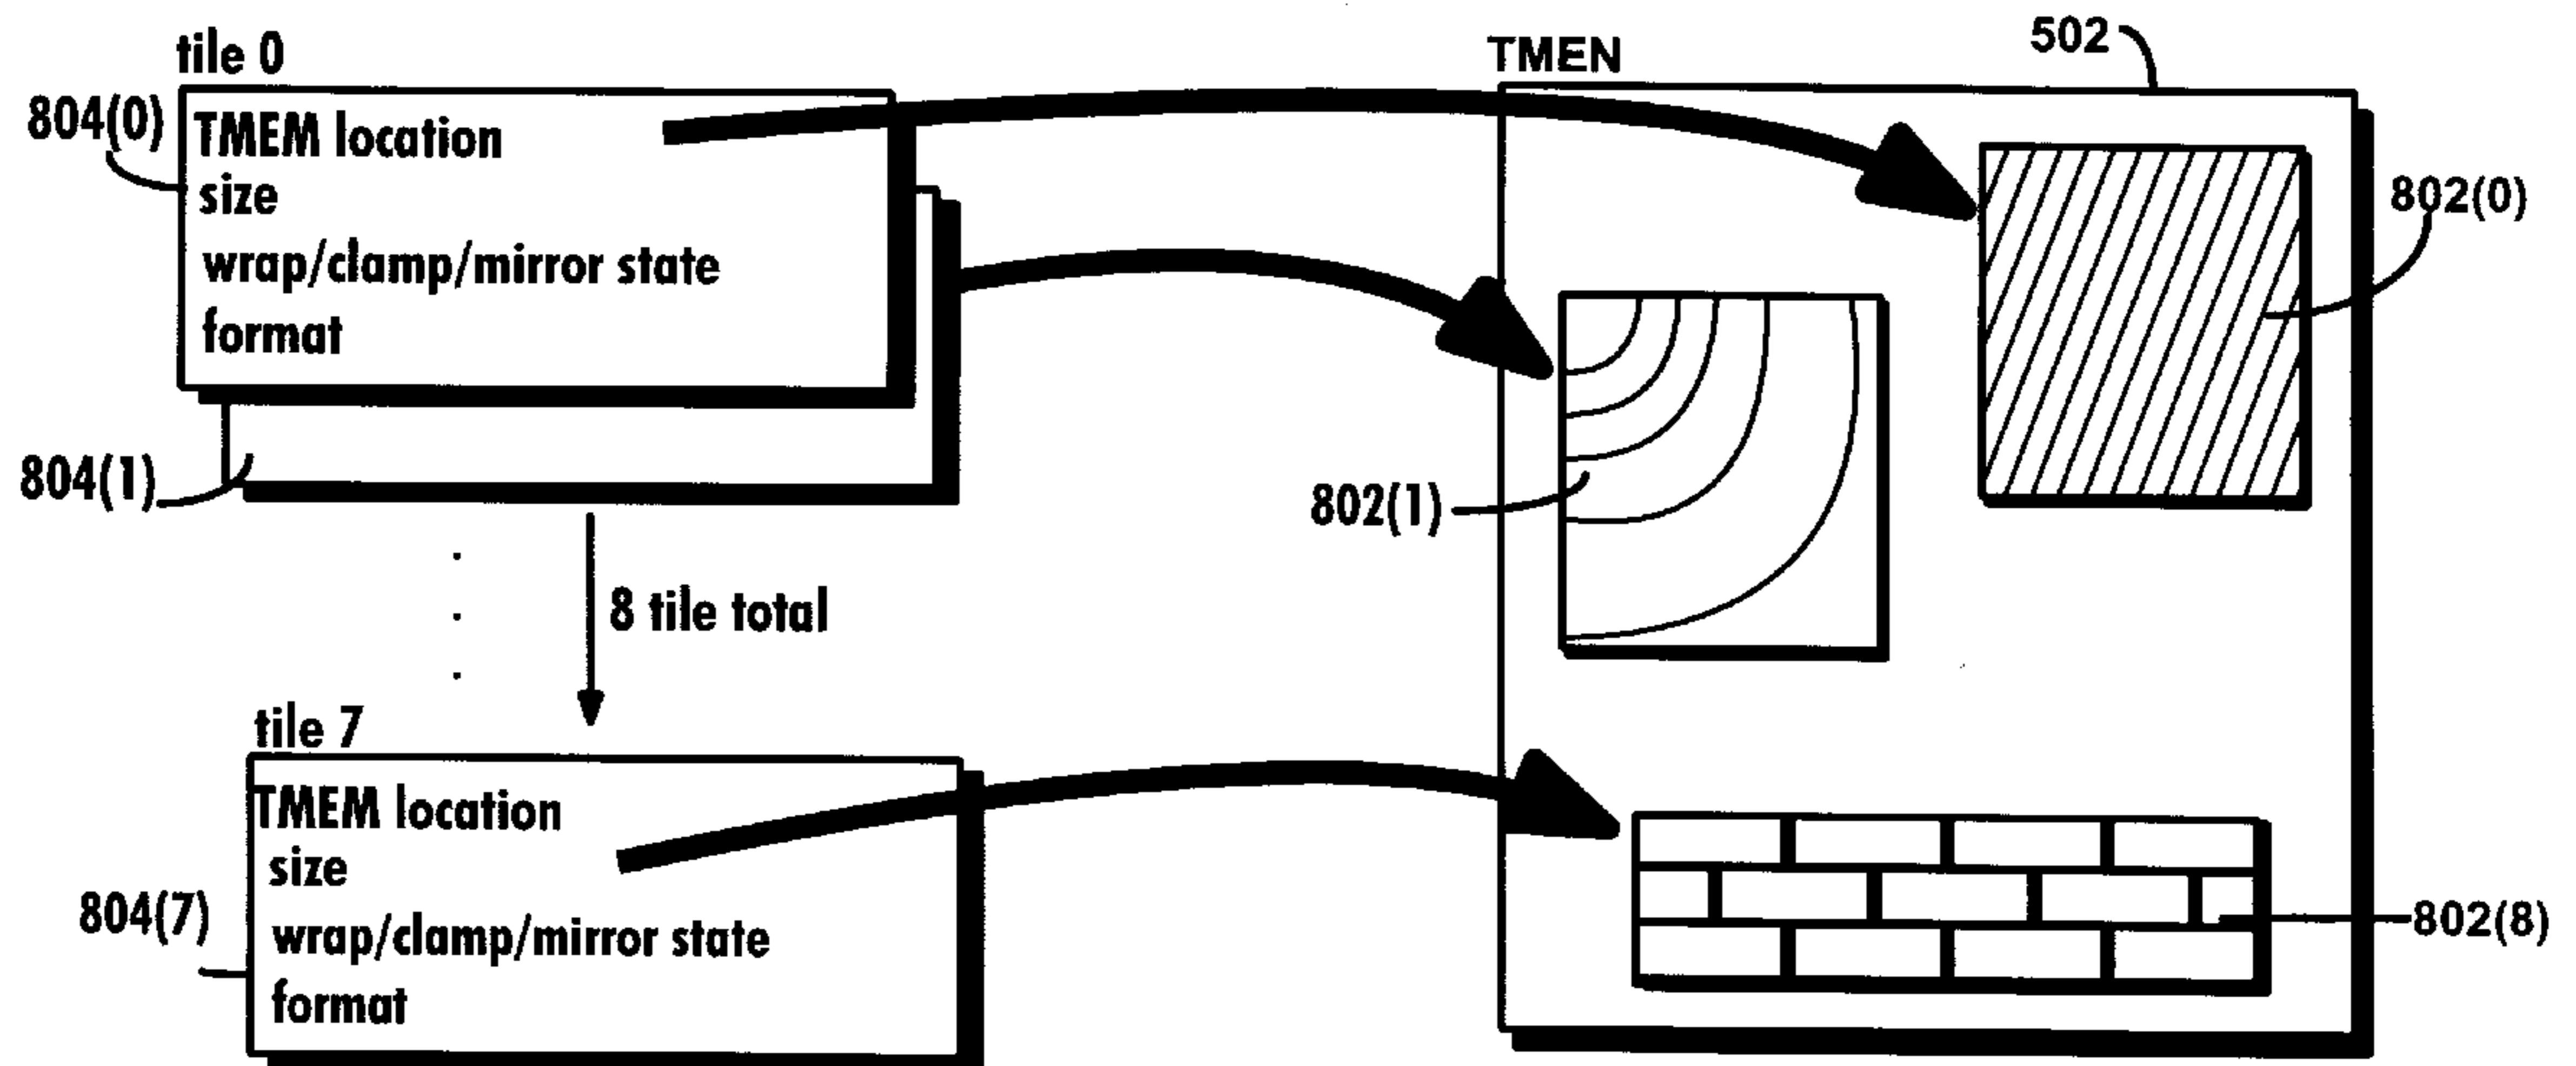 tile 0
TMEN
502
804(0)
TMEM location
size
wrap/clamp/mirror state
format
802(0)
804(1)
802(1)
8 tile total
tile 7
TMEM location
size
wrap/clamp/mirror state
format
804(7)
802(8)